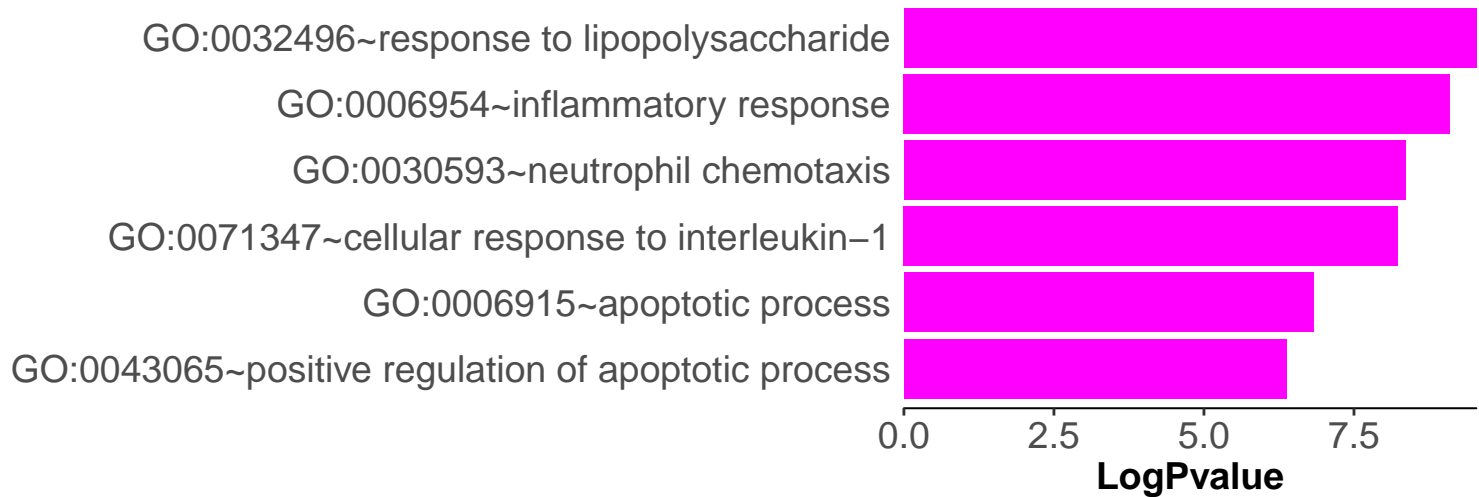 GO:0032496~response to lipopolysaccharide
GO:0006954~inflammatory response
GO:0030593~neutrophil chemotaxis
GO:0071347~cellular response to interleukin−1
GO:0006915~apoptotic process
GO:0043065~positive regulation of apoptotic process
0.0 2.5 5.0 7.5
LogPvalue